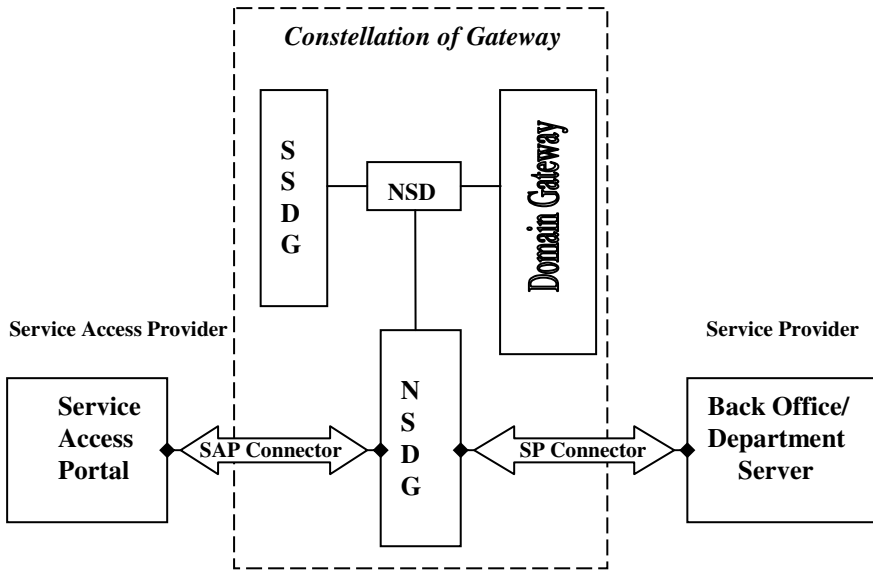 Constellation of Gateway
S
S
D
G
NSD
Domain Gateway
Service Access Provider
Service Provider
Service
Access
Portal
SAP Connector
N
S
D
G
SP Connector
Back Office/
Department
Server